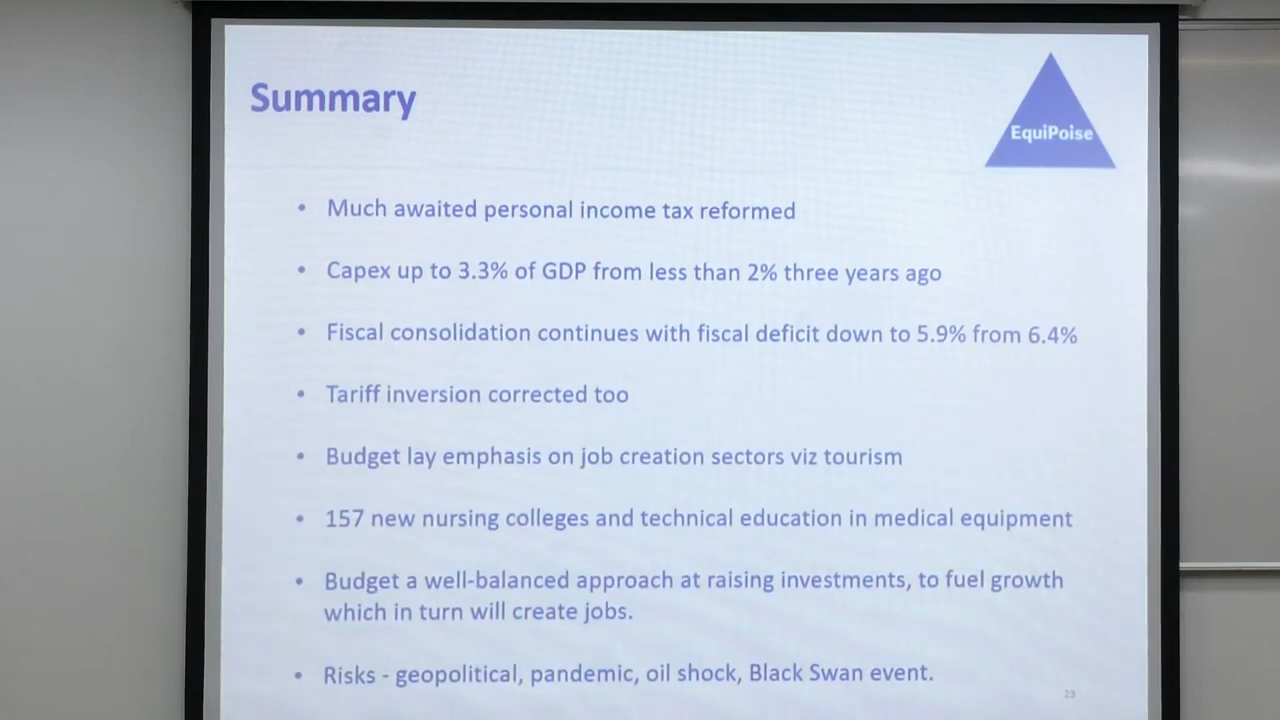 Summary
EquiPoise
• Much awaited personal income tax reformed
• Capex up to 3.3% of GDP from less than 2% three years ago
• Fiscal consolidation continues with fiscal deficit down to 5.9% from 6.4%
• Tariff inversion corrected too
• Budget lay emphasis on job creation sectors viz tourism
• 157 new nursing colleges and technical education in medical equipment
• Budget a well-balanced approach at raising investments, to fuel growth
which in turn will create jobs.
• Risks - geopolitical, pandemic, oil shock, Black Swan event.
23